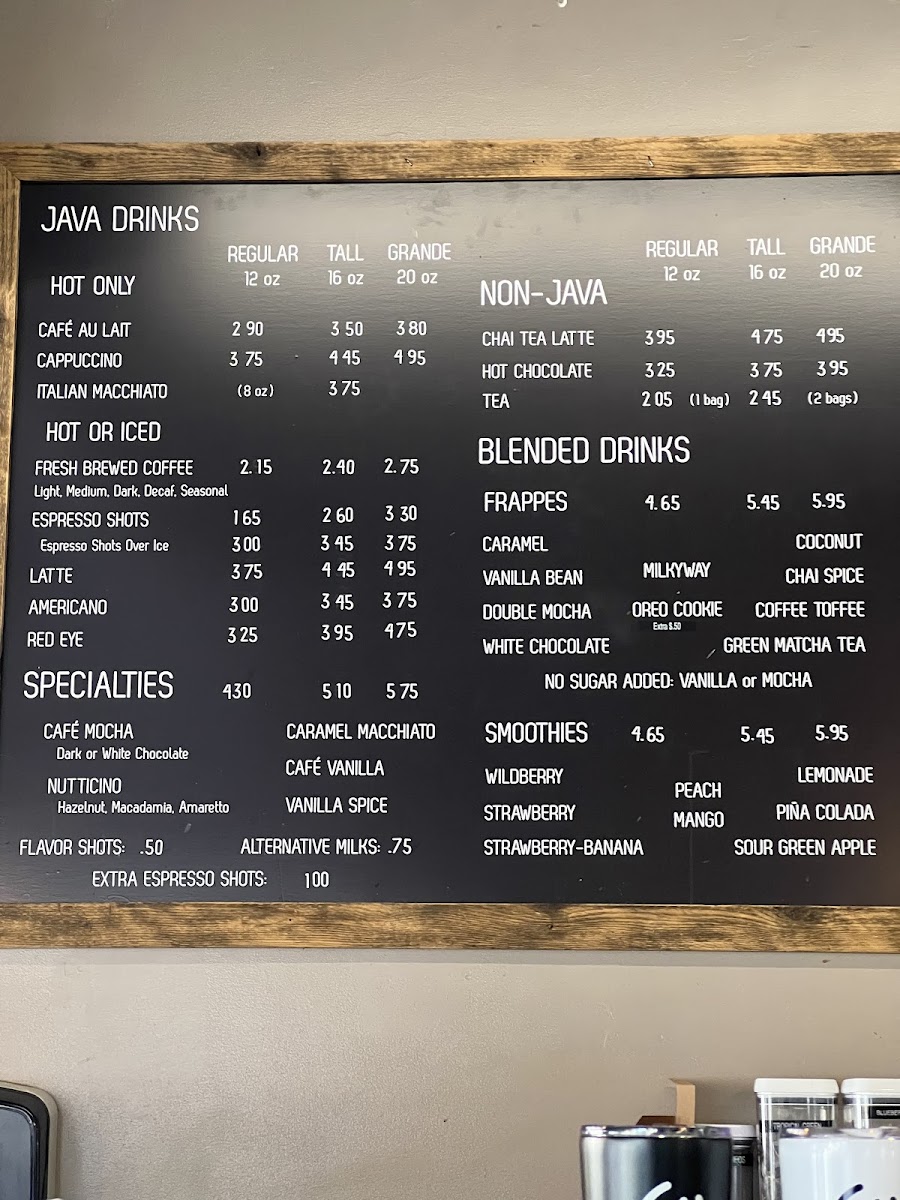 JAVA DRINKS
REGULAR TALL GRANDE
12 oz 16 oz 20 oz
HOT ONLY
CAFÉ AU LAIT 2 90 3 50 3 80
CAPPUCCINO 3 75 4 45 4 95
ITALIAN MACCHIATO (8 oz) 3 75
HOT OR ICED
FRESH BREWED COFFEE 2.15 2.40 2.75
Light, Medium, Dark, Decaf, Seasonal
ESPRESSO SHOTS 1 65 2 60 3 30
Espresso Shots Over Ice 3 00 3 45 3 75
LATTE 3 75 4 45 4 95
AMERICANO 3 00 3 45 3 75
RED EYE 3 25 3 95 4 75
SPECIALTIES 4 30 5 10 5 75
CAFÉ MOCHA CARAMEL MACCHIATO
Dark or White Chocolate
CAFÉ VANILLA
NUTTICINO
Hazelnut, Macadamia, Amaretto VANILLA SPICE
FLAVOR SHOTS: .50 ALTERNATIVE MILKS: .75
EXTRA ESPRESSO SHOTS: 1 00
REGULAR TALL GRANDE
12 oz 16 oz 20 oz
NON-JAVA
CHAI TEA LATTE 3 95 4 75 4 95
HOT CHOCOLATE 3 25 3 75 3 95
TEA 2 05 (1 bag) 2 45 (2 bags)
BLENDED DRINKS
FRAPPES 4.65 5.45 5.95
CARAMEL COCONUT
VANILLA BEAN MILKYWAY CHAI SPICE
DOUBLE MOCHA OREO COOKIE COFFEE TOFFEE
Extra $.50
WHITE CHOCOLATE GREEN MATCHA TEA
NO SUGAR ADDED: VANILLA or MOCHA
SMOOTHIES 4.65 5.45 5.95
WILDBERRY LEMONADE
PEACH
STRAWBERRY PIÑA COLADA
MANGO
STRAWBERRY-BANANA SOUR GREEN APPLE
TROPICAL GREEN